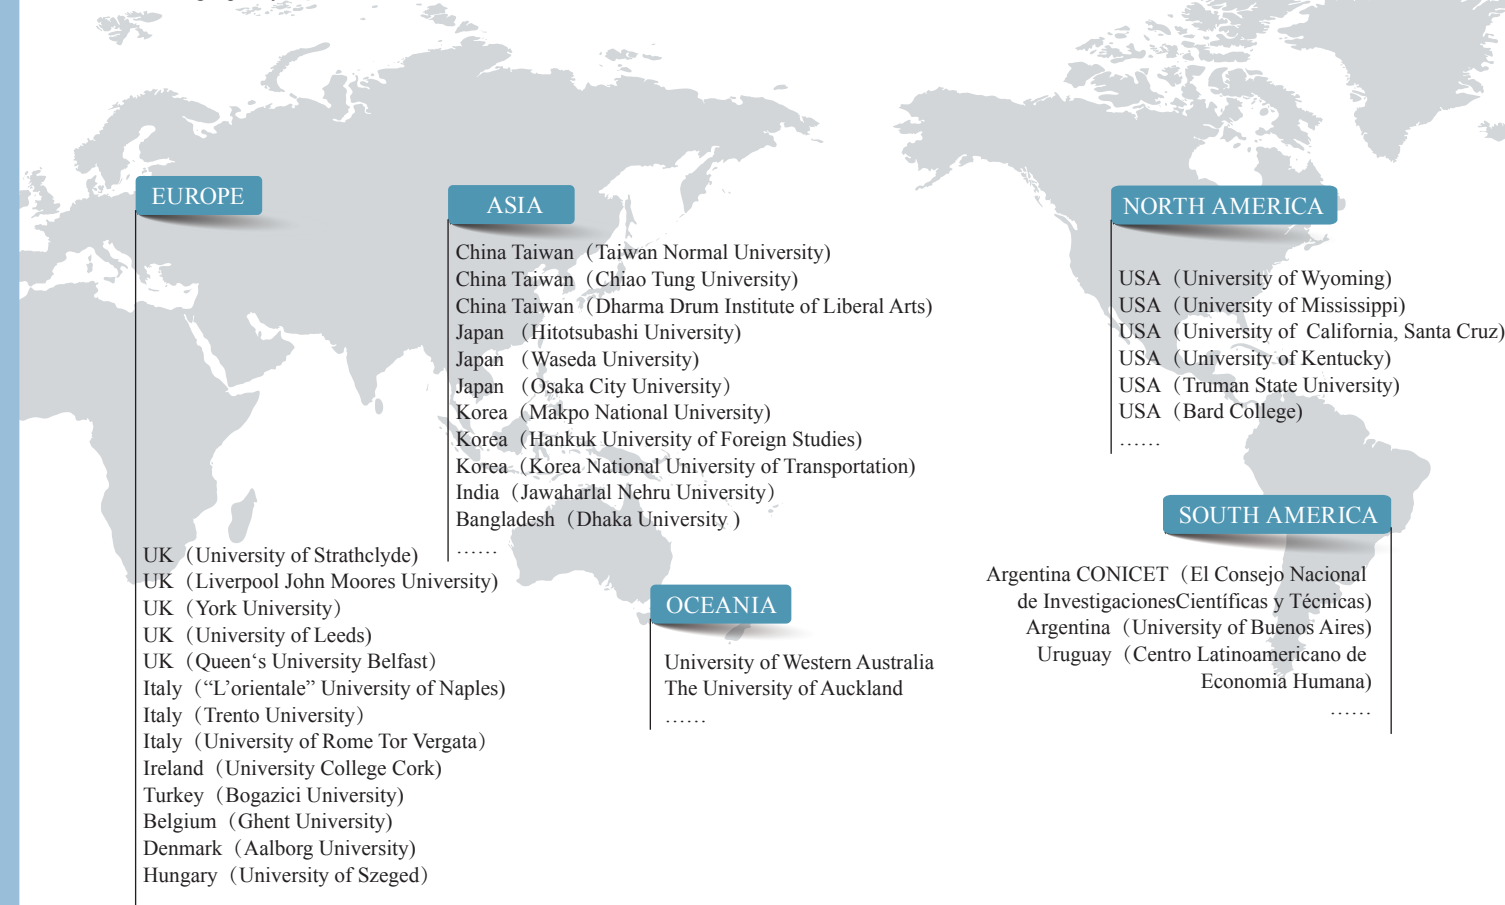 EUROPE
UK（University of Strathclyde)
UK（Liverpool John Moores University)
UK（York University）
UK（University of Leeds)
UK（Queen‘s University Belfast）
Italy（“L’orientale” University of Naples)
Italy（Trento University）
Italy（University of Rome Tor Vergata）
Ireland（University College Cork)
Turkey（Bogazici University)
Belgium（Ghent University)
Denmark（Aalborg University)
Hungary（University of Szeged）
ASIA
China Taiwan（Taiwan Normal University)
China Taiwan（Chiao Tung University)
China Taiwan（Dharma Drum Institute of Liberal Arts)
Japan （Hitotsubashi University)
Japan （Waseda University)
Japan （Osaka City University）
Korea（Makpo National University)
Korea（Hankuk University of Foreign Studies)
Korea（Korea National University of Transportation)
India（Jawaharlal Nehru University）
Bangladesh（Dhaka University )
……
OCEANIA
University of Western Australia
The University of Auckland
……
NORTH AMERICA
USA（University of Wyoming)
USA（University of Mississippi)
USA（University of California, Santa Cruz)
USA（University of Kentucky)
USA（Truman State University)
USA（Bard College)
……
SOUTH AMERICA
Argentina CONICET（El Consejo Nacional
de InvestigacionesCientíficas y Técnicas)
Argentina（University of Buenos Aires)
Uruguay（Centro Latinoamericano de
Economía Humana)
……